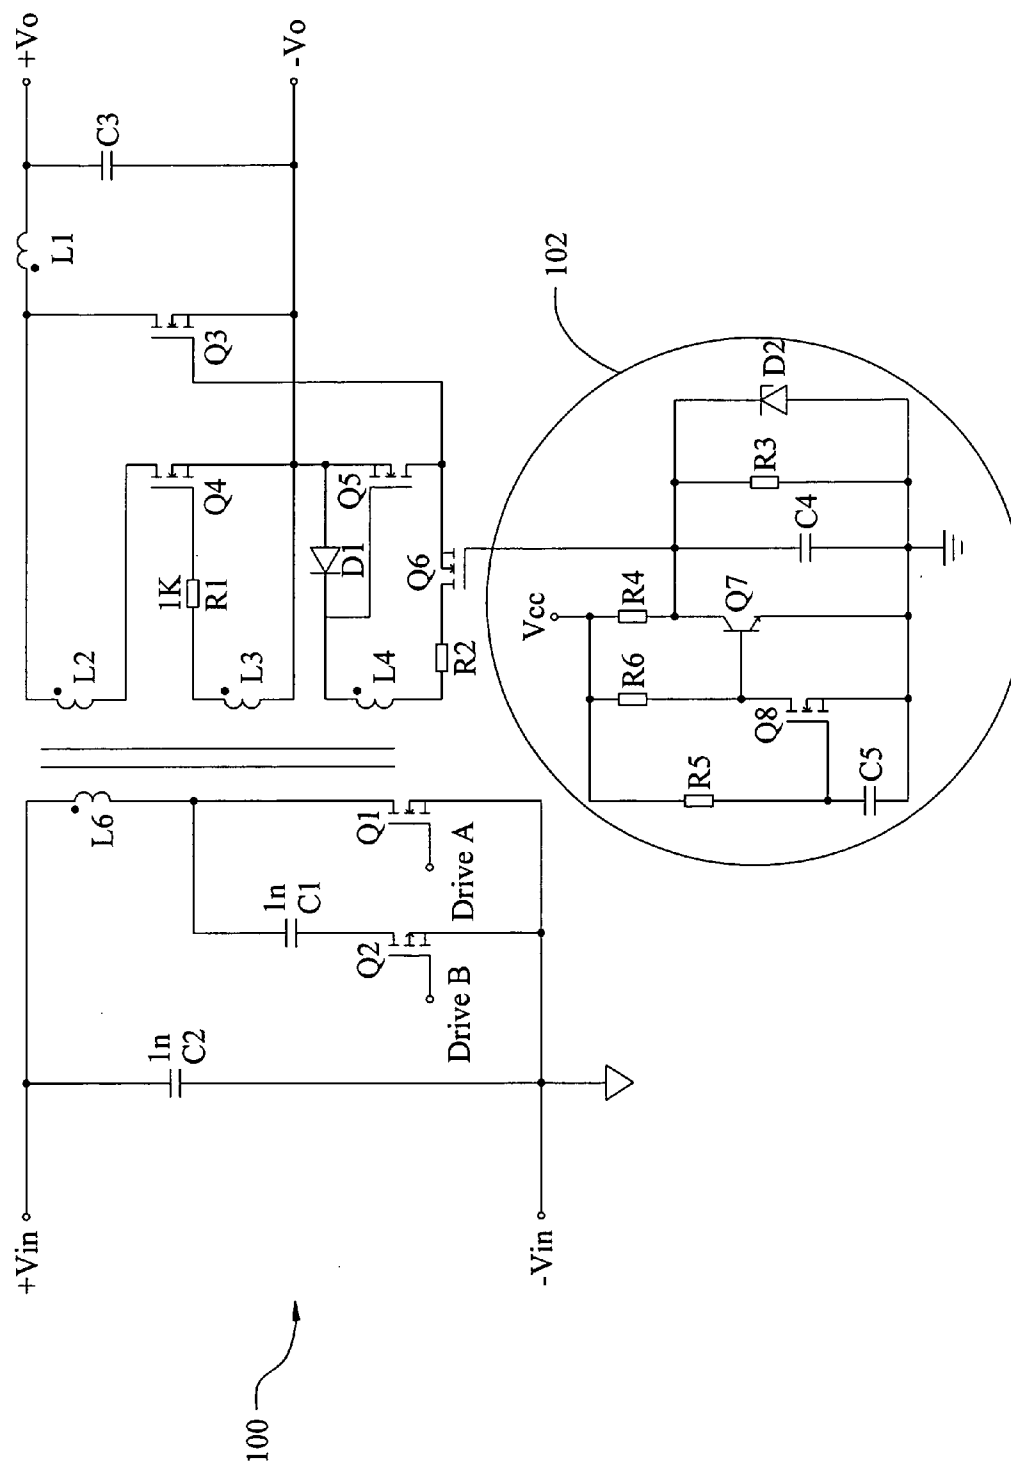 100
+Vin
-Vin
1n
C2
Drive B
Q2
1n
C1
Drive A
Q1
L6
L2
1K
R1
L3
Q4
D1
L4
R2
Q6
Q5
Q3
L1
C3
+Vo
-Vo
102
Vcc
R5
R6
R4
Q8
Q7
C5
C4
R3
D2